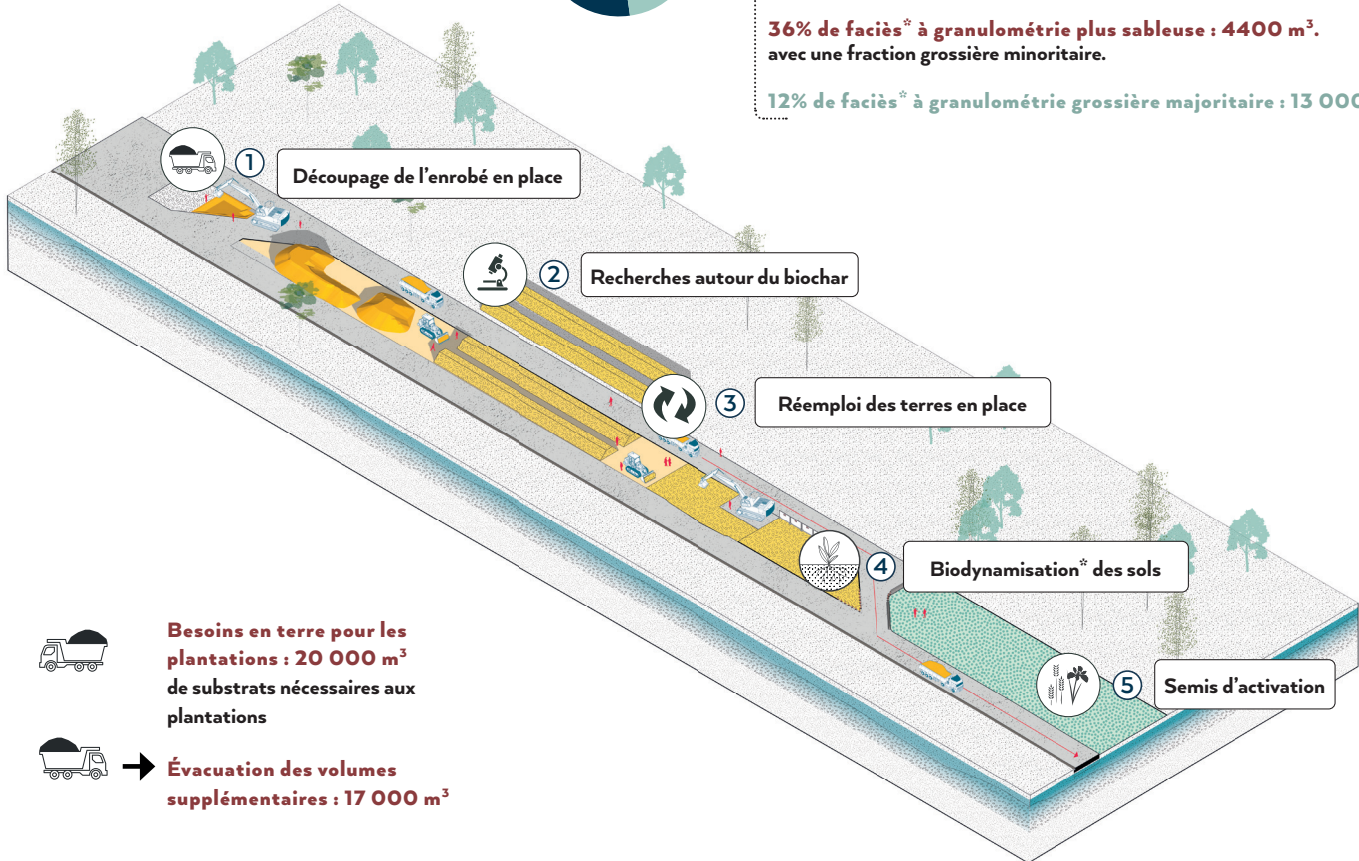 36% de faciès* à granulométrie plus sableuse : 4400 m³.
avec une fraction grossière minoritaire.
12% de faciès* à granulométrie grossière majoritaire : 13 000
1
Découpage de l'enrobé en place
2
Recherches autour du biochar
3
Réemploi des terres en place
4
Biodynamisation* des sols
5
Semis d'activation
Besoins en terre pour les
plantations : 20 000 m³
de substrats nécessaires aux
plantations
Évacuation des volumes
supplémentaires : 17 000 m³